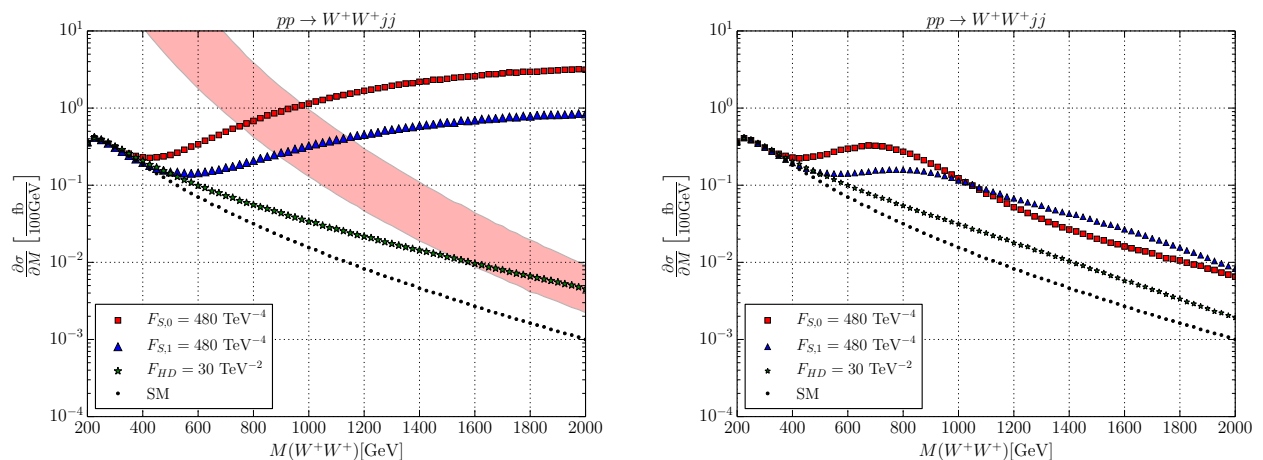 pp → W⁺W⁺jj
10¹
10⁰
10⁻¹
10⁻²
10⁻³
10⁻⁴
∂σ/∂M [fb/100GeV]
F_{S,0} = 480 TeV⁻⁴
F_{S,1} = 480 TeV⁻⁴
F_{HD} = 30 TeV⁻²
SM
200 400 600 800 1000 1200 1400 1600 1800 2000
M(W⁺W⁺)[GeV]
pp → W⁺W⁺jj
10¹
10⁰
10⁻¹
10⁻²
10⁻³
10⁻⁴
∂σ/∂M [fb/100GeV]
F_{S,0} = 480 TeV⁻⁴
F_{S,1} = 480 TeV⁻⁴
F_{HD} = 30 TeV⁻²
SM
200 400 600 800 1000 1200 1400 1600 1800 2000
M(W⁺W⁺)[GeV]